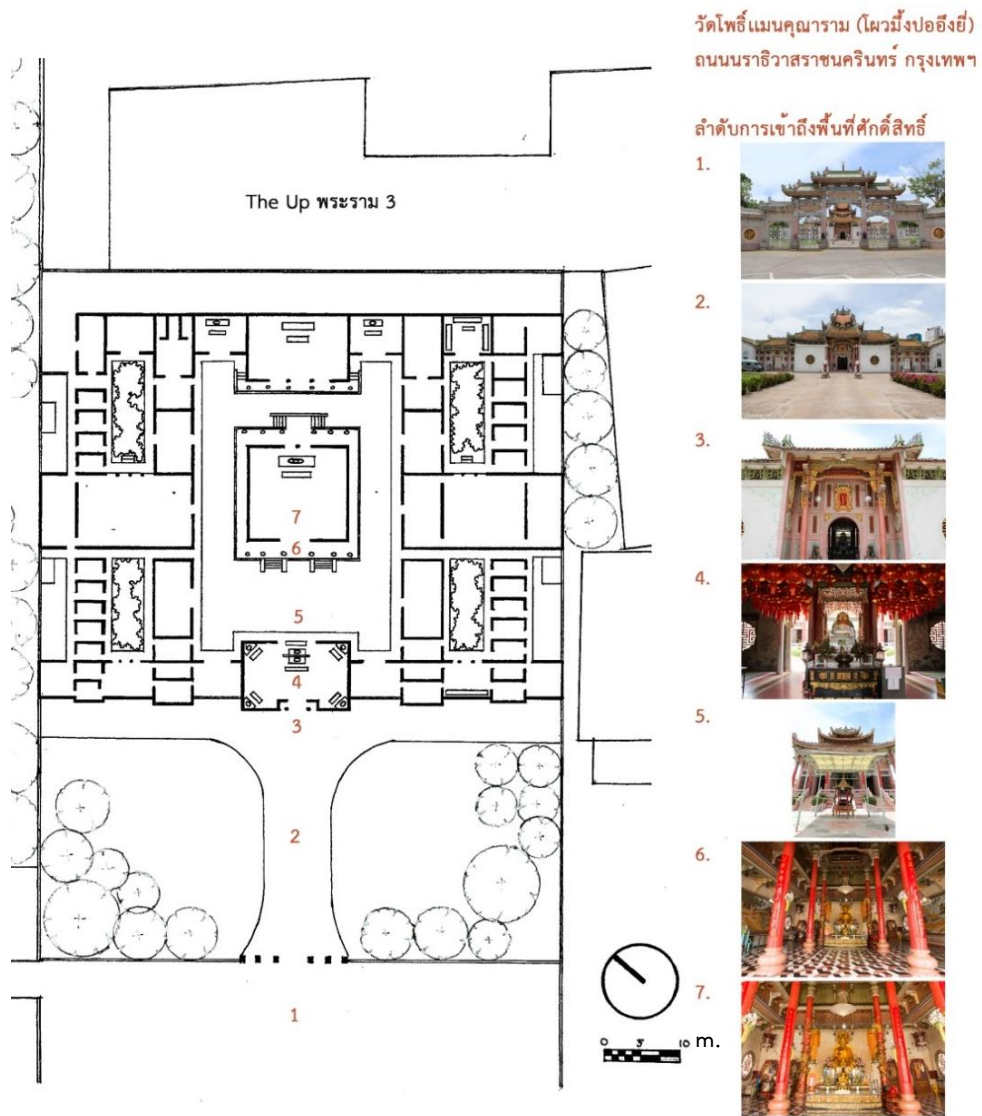 วัดโพธิ์แมนคุณาราม (โผวมึ้งปออึงยี่)
ถนนนราธิวาสราชนครินทร์ กรุงเทพฯ
ลำดับการเข้าถึงพื้นที่ศักดิ์สิทธิ์
1.
2.
3.
4.
5.
6.
7.
The Up พระราม 3
7
6
5
4
3
2
1
0 5 10 m.